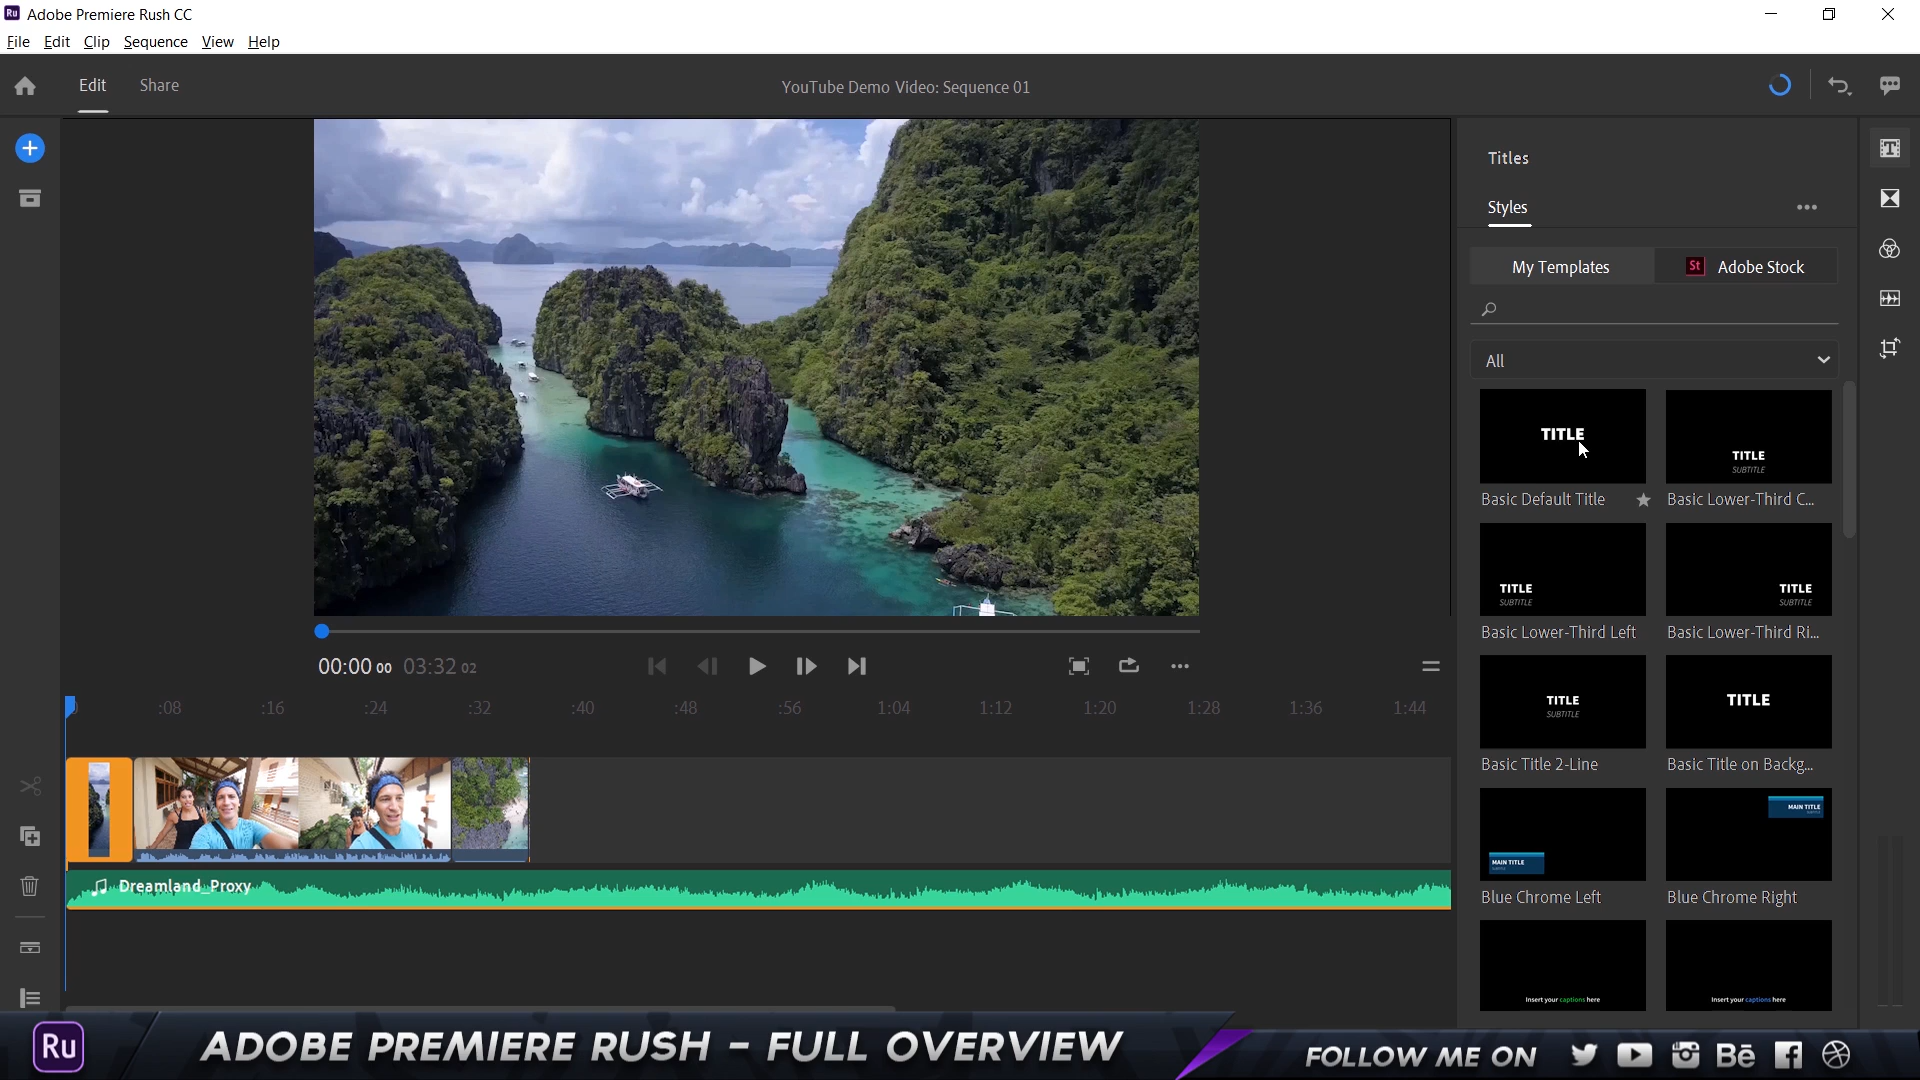 Ru Adobe Premiere Rush CC
File Edit Clip Sequence View Help
Edit Share
YouTube Demo Video: Sequence 01
Titles
Styles
My Templates
St Adobe Stock
All
TITLE
Basic Default Title
TITLE
SUBTITLE
Basic Lower-Third C...
TITLE
SUBTITLE
Basic Lower-Third Left
TITLE
SUBTITLE
Basic Lower-Third Ri...
TITLE
SUBTITLE
Basic Title 2-Line
TITLE
Basic Title on Backg...
MAIN TITLE
Blue Chrome Left
MAIN TITLE
Blue Chrome Right
Insert your captions here
Insert your captions here
00:00 00 03:32 02
:08 :16 :24 :32 :40 :48 :56 1:04 1:12 1:20 1:28 1:36 1:44
Dreamland_Proxy
Ru ADOBE PREMIERE RUSH - FULL OVERVIEW
FOLLOW ME ON
Bē